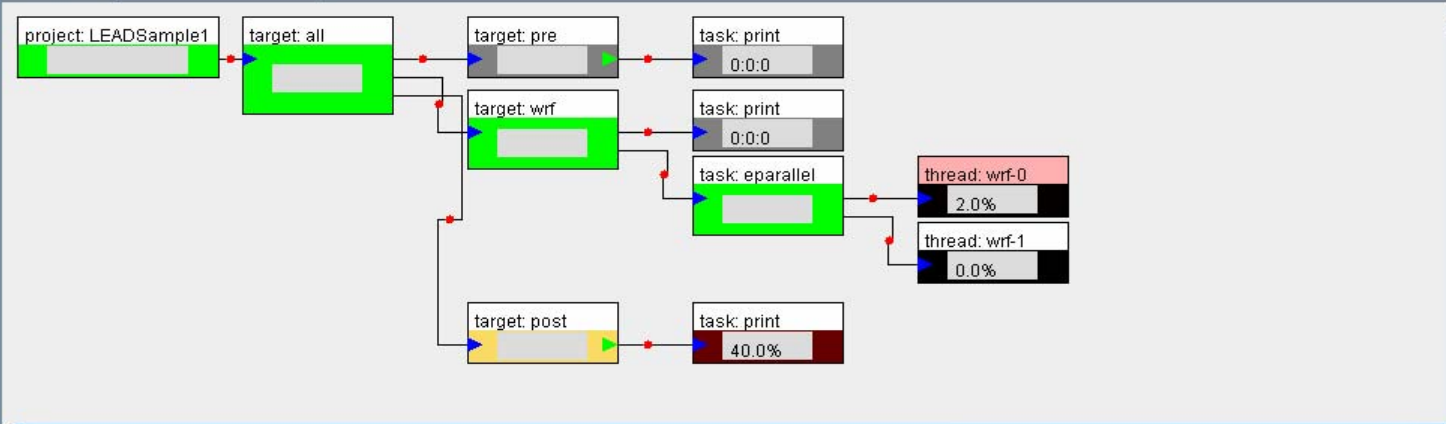 project: LEADSample1
target: all
target: pre
task: print
0:0:0
target: wrf
task: print
0:0:0
task: eparallel
thread: wrf-0
2.0%
thread: wrf-1
0.0%
target: post
task: print
40.0%